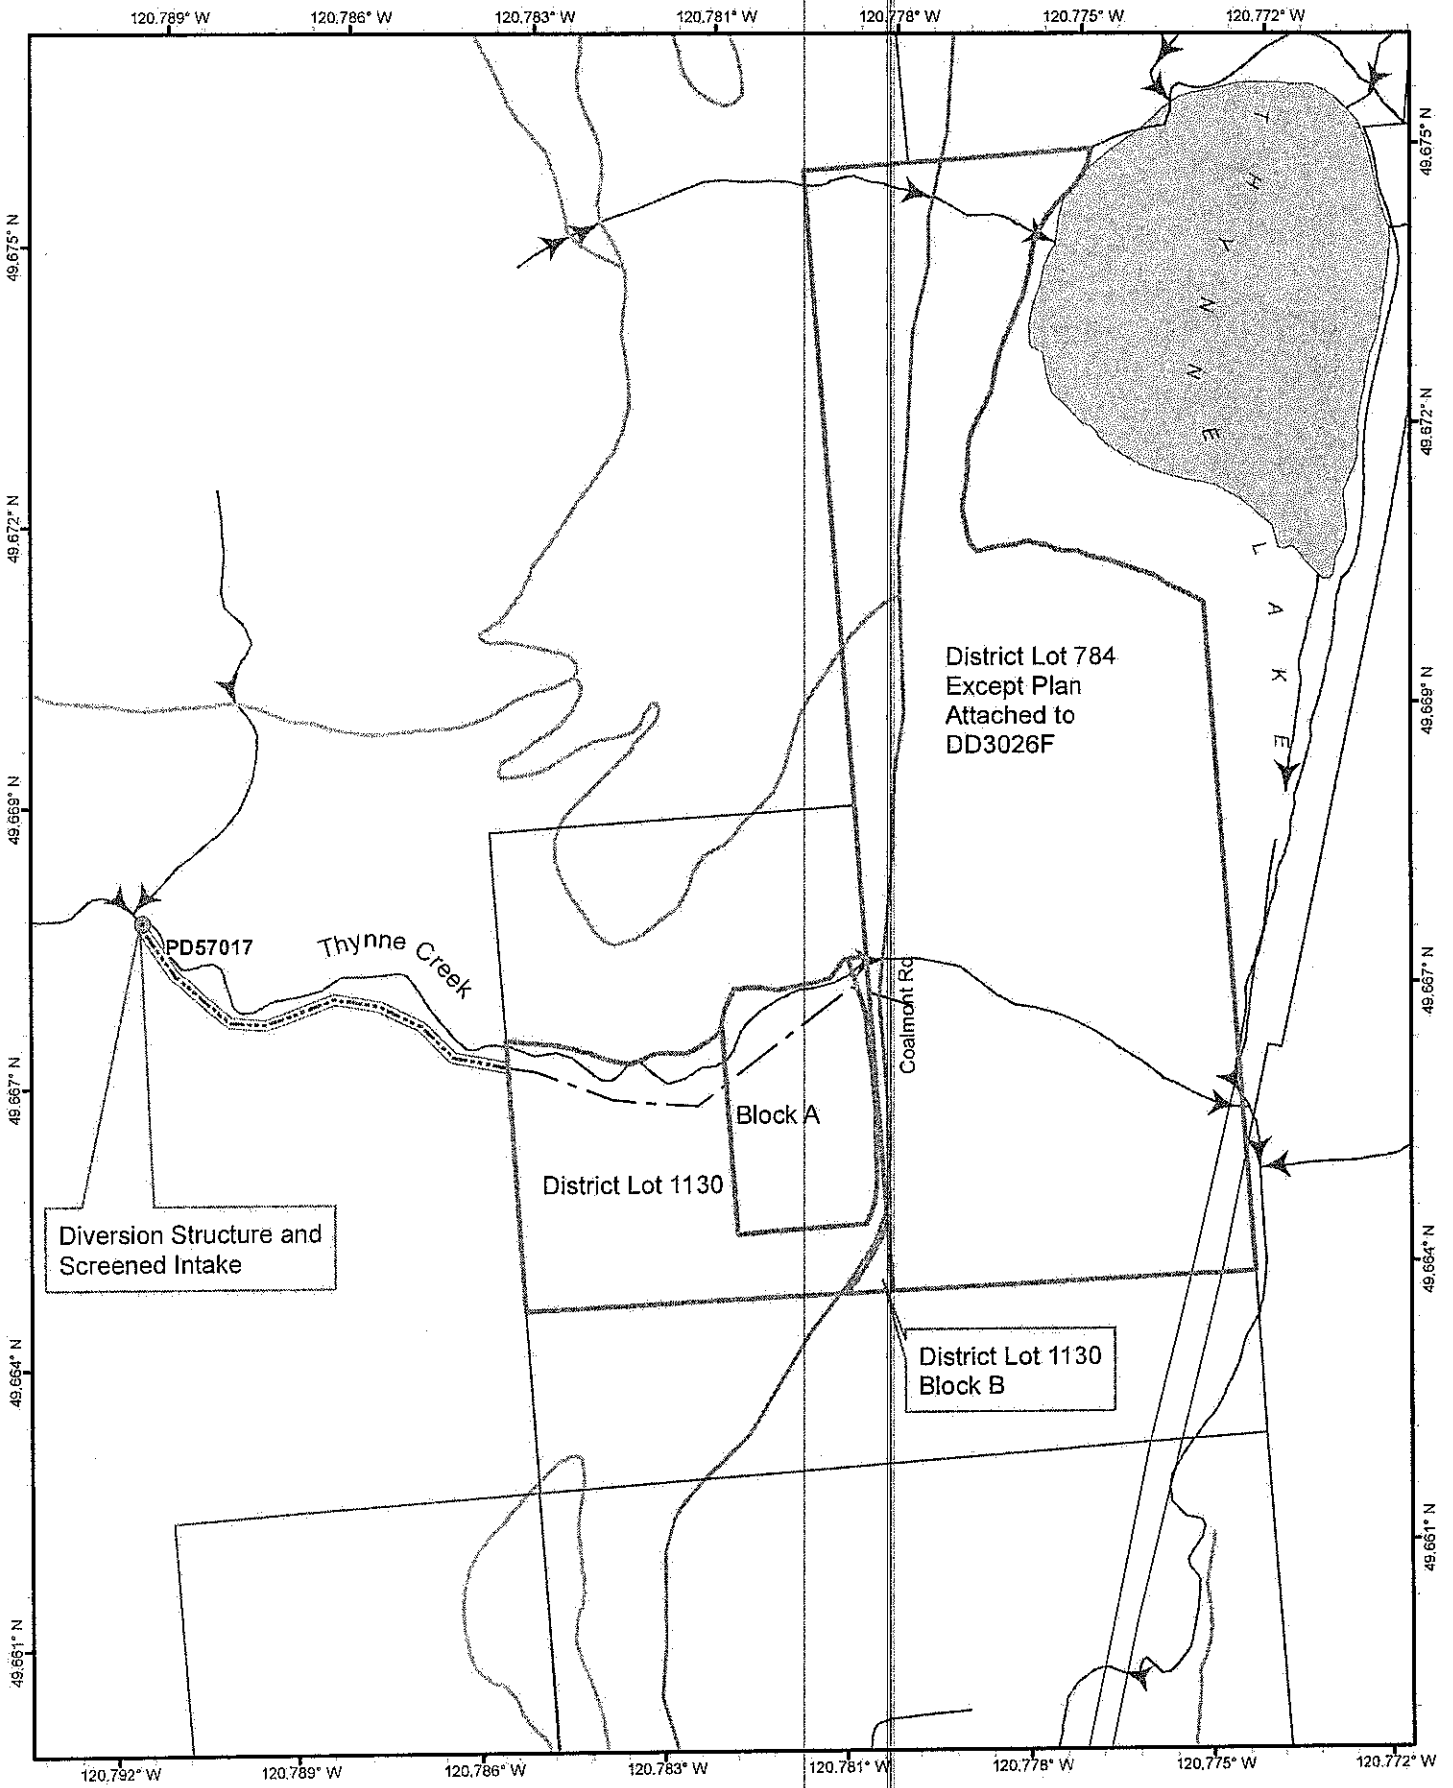 120.789° W
120.786° W
120.783° W
120.781° W
120.778° W
120.775° W
120.772° W
49.675° N
49.672° N
49.669° N
49.667° N
49.664° N
49.661° N
49.675° N
49.672° N
49.669° N
49.667° N
49.664° N
49.661° N
THYNNE
LAKE
District Lot 784
Except Plan
Attached to
DD3026F
PD57017
Thynne Creek
Coalmont Rd
Block A
District Lot 1130
Diversion Structure and
Screened Intake
District Lot 1130
Block B
120.792° W
120.789° W
120.786° W
120.783° W
120.781° W
120.778° W
120.775° W
120.772° W